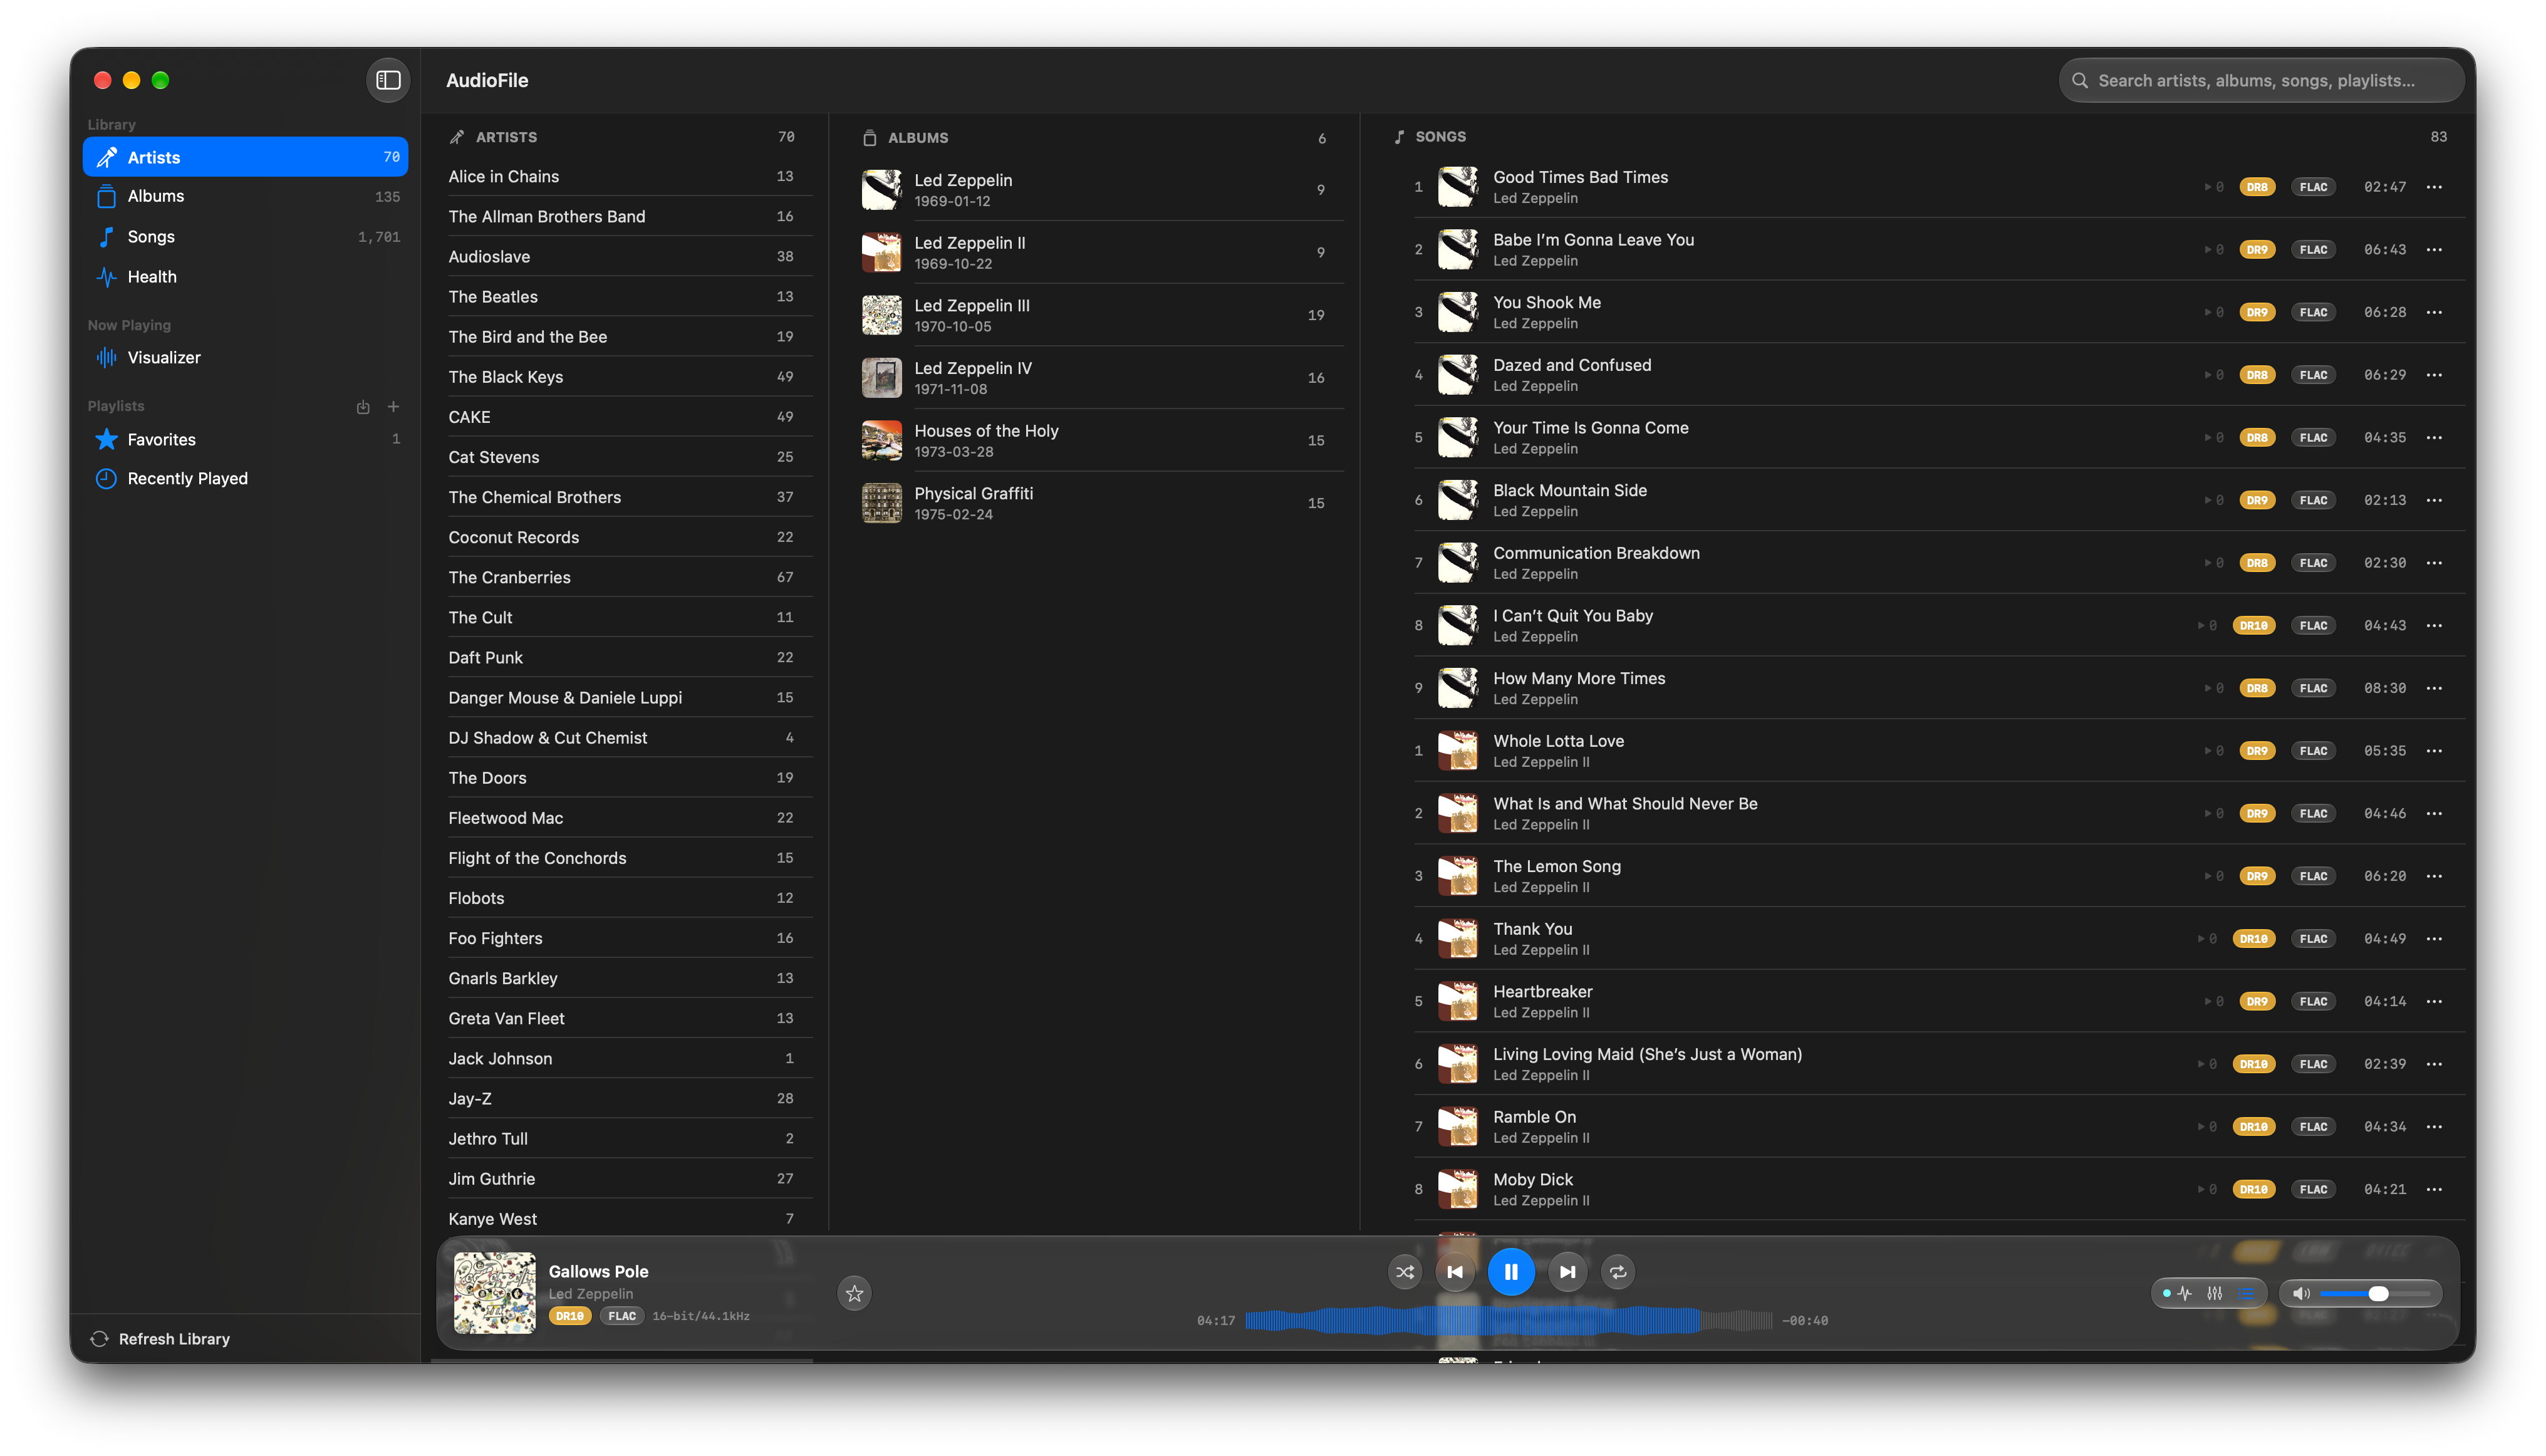 AudioFile
Search artists, albums, songs, playlists...
Library
Artists 70
Albums 135
Songs 1,701
Health
Now Playing
Visualizer
Playlists
Favorites 1
Recently Played
Refresh Library
ARTISTS 70
Alice in Chains 13
The Allman Brothers Band 16
Audioslave 38
The Beatles 13
The Bird and the Bee 19
The Black Keys 49
CAKE 49
Cat Stevens 25
The Chemical Brothers 37
Coconut Records 22
The Cranberries 67
The Cult 11
Daft Punk 22
Danger Mouse & Daniele Luppi 15
DJ Shadow & Cut Chemist 4
The Doors 19
Fleetwood Mac 22
Flight of the Conchords 15
Flobots 12
Foo Fighters 16
Gnarls Barkley 13
Greta Van Fleet 13
Jack Johnson 1
Jay-Z 28
Jethro Tull 2
Jim Guthrie 27
Kanye West 7
ALBUMS 6
Led Zeppelin 9
1969-01-12
Led Zeppelin II 9
1969-10-22
Led Zeppelin III 19
1970-10-05
Led Zeppelin IV 16
1971-11-08
Houses of the Holy 15
1973-03-28
Physical Graffiti 15
1975-02-24
SONGS 83
1 Good Times Bad Times 0 DR8 FLAC 02:47
Led Zeppelin
2 Babe I’m Gonna Leave You 0 DR9 FLAC 06:43
Led Zeppelin
3 You Shook Me 0 DR9 FLAC 06:28
Led Zeppelin
4 Dazed and Confused 0 DR8 FLAC 06:29
Led Zeppelin
5 Your Time Is Gonna Come 0 DR8 FLAC 04:35
Led Zeppelin
6 Black Mountain Side 0 DR9 FLAC 02:13
Led Zeppelin
7 Communication Breakdown 0 DR8 FLAC 02:30
Led Zeppelin
8 I Can’t Quit You Baby 0 DR10 FLAC 04:43
Led Zeppelin
9 How Many More Times 0 DR8 FLAC 08:30
Led Zeppelin
1 Whole Lotta Love 0 DR9 FLAC 05:35
Led Zeppelin II
2 What Is and What Should Never Be 0 DR9 FLAC 04:46
Led Zeppelin II
3 The Lemon Song 0 DR9 FLAC 06:20
Led Zeppelin II
4 Thank You 0 DR10 FLAC 04:49
Led Zeppelin II
5 Heartbreaker 0 DR9 FLAC 04:14
Led Zeppelin II
6 Living Loving Maid (She’s Just a Woman) 0 DR10 FLAC 02:39
Led Zeppelin II
7 Ramble On 0 DR10 FLAC 04:34
Led Zeppelin II
8 Moby Dick 0 DR10 FLAC 04:21
Led Zeppelin II
Gallows Pole
Led Zeppelin
DR10 FLAC 16-bit/44.1kHz
04:17 -00:40